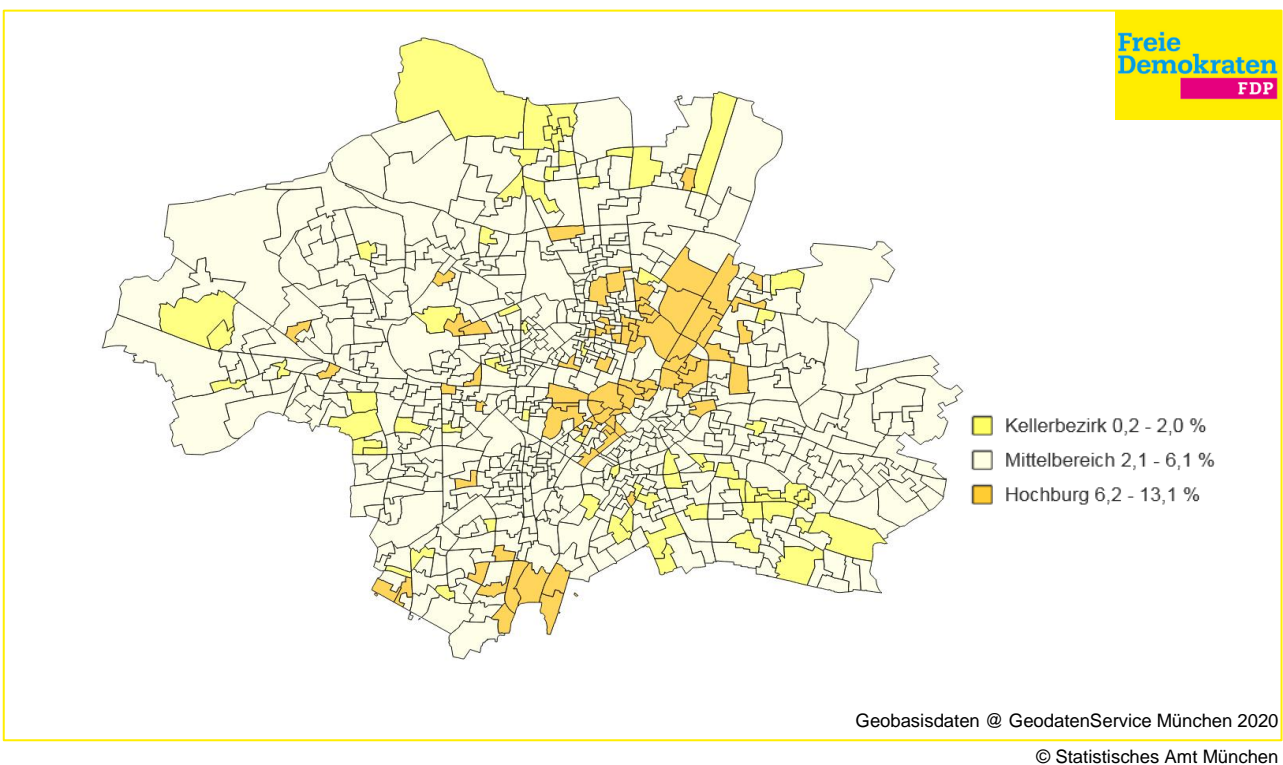 Freie
Demokraten
FDP
Kellerbezirk 0,2 - 2,0 %
Mittelbereich 2,1 - 6,1 %
Hochburg 6,2 - 13,1 %
Geobasisdaten @ GeodatenService München 2020
© Statistisches Amt München